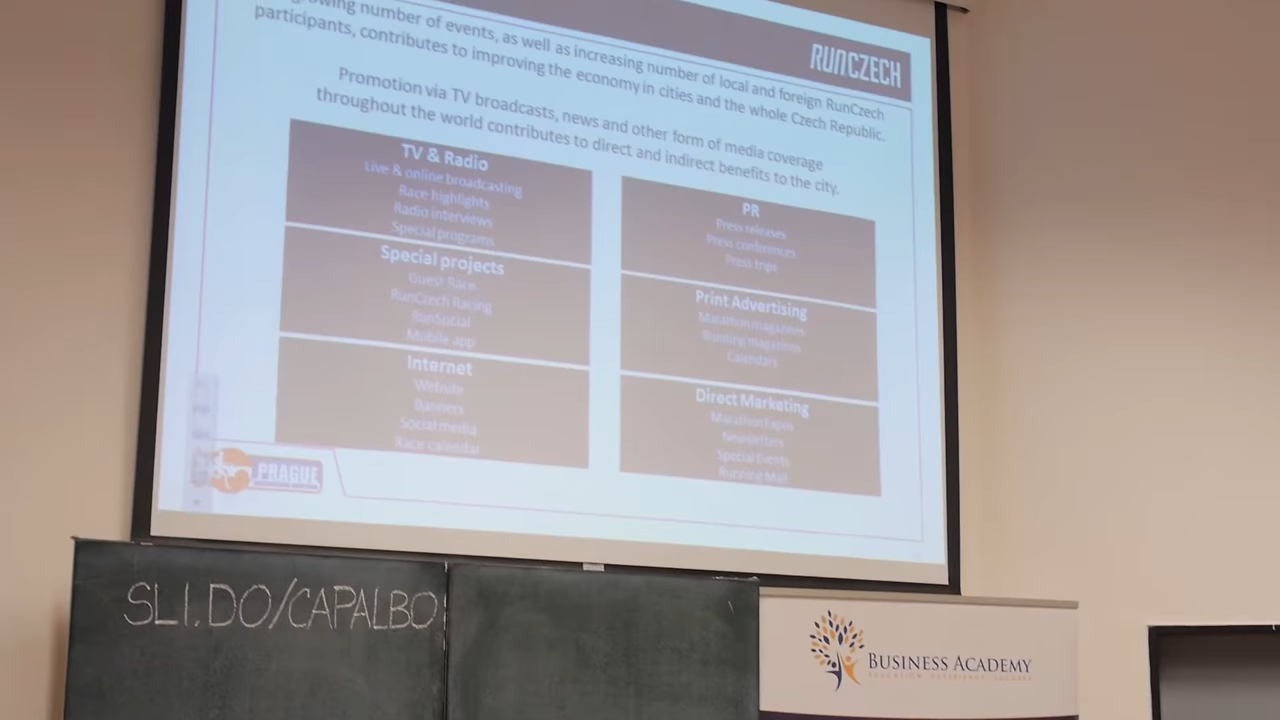 RUNCZECH
growing number of events, as well as increasing number of local and foreign RunCzech
participants, contributes to improving the economy in cities and the whole Czech Republic.
Promotion via TV broadcasts, news and other form of media coverage
throughout the world contributes to direct and indirect benefits to the city.
TV & Radio
Live & online broadcasting
Race highlights
Radio interviews
Special programs
Special projects
Guest Race
RunCzech Racing
RunSocial
Mobile app
Internet
Website
Banners
Social media
Race calendar
PR
Press releases
Press conferences
Press trips
Print Advertising
Marathon magazines
Running magazines
Calendars
Direct Marketing
Marathon Expos
Newsletters
Special Events
Running Mall
PRAGUE
SLI.DO/CAPALBO
BUSINESS ACADEMY
EDUCATION EXPERIENCE SUCCESS